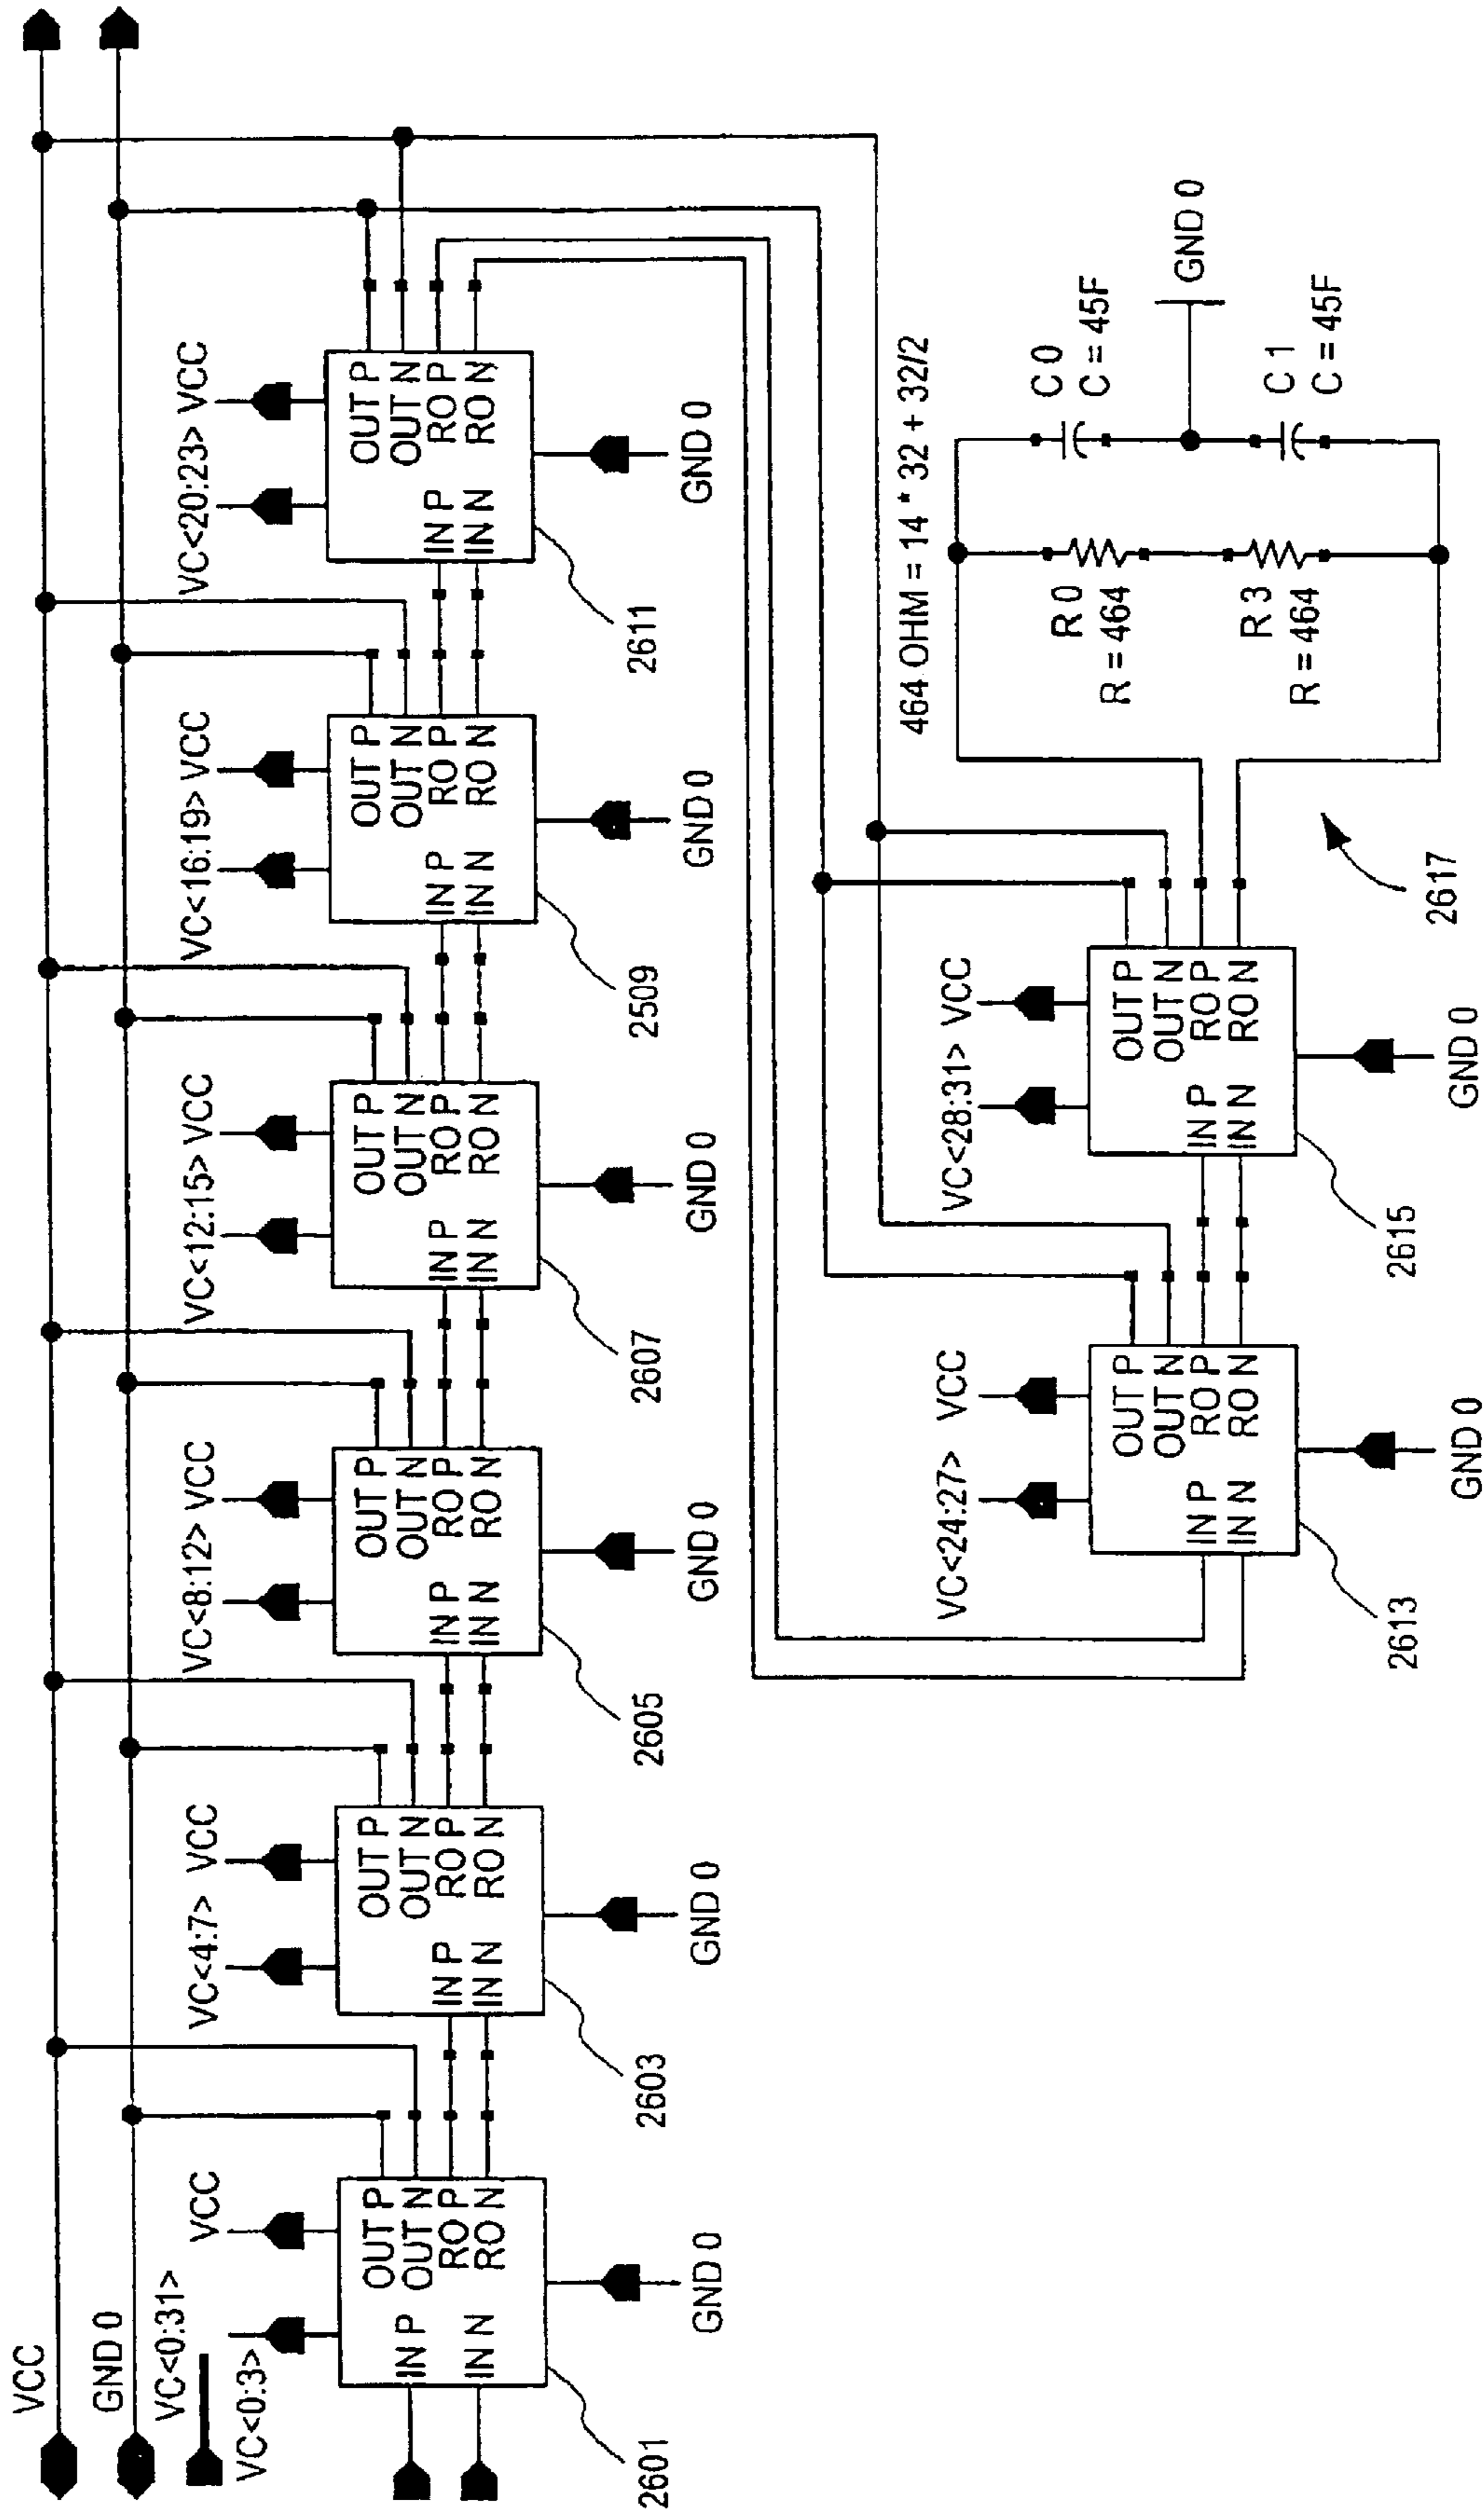 VCC
GND 0
VC<0:31>
VC<0:3>
VCC
VC<4:7>
VCC
VC<8:12>
VCC
VC<12:15>
VCC
VC<16:19>
VCC
VC<20:23>
VCC
IN P
IN N
OUT P
OUT N
RO P
RO N
IN P
IN N
OUT P
OUT N
RO P
RO N
IN P
IN N
OUT P
OUT N
RO P
RO N
IN P
IN N
OUT P
OUT N
RO P
RO N
IN P
IN N
OUT P
OUT N
RO P
RO N
IN P
IN N
OUT P
OUT N
RO P
RO N
2601
GND 0
2603
GND 0
2605
GND 0
2607
GND 0
2509
GND 0
2611
GND 0
464 OHM = 14 * 32 + 32/2
VC<24:27>
VCC
VC<28:31>
VCC
IN P
IN N
OUT P
OUT N
RO P
RO N
IN P
IN N
OUT P
OUT N
RO P
RO N
R 0
R = 464
R 3
R = 464
C 0
C = 45F
C 1
C = 45F
GND 0
2613
GND 0
2615
GND 0
2617